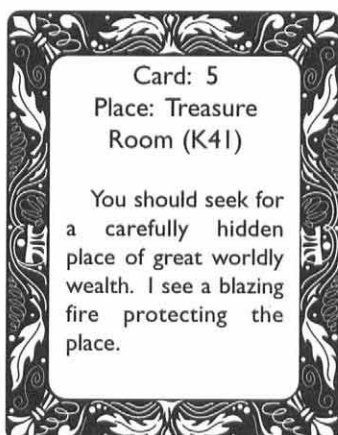 Card: 5
Place: Treasure
Room (K41)
You should seek for
a carefully hidden
place of great worldly
wealth. I see a blazing
fire protecting the
place.